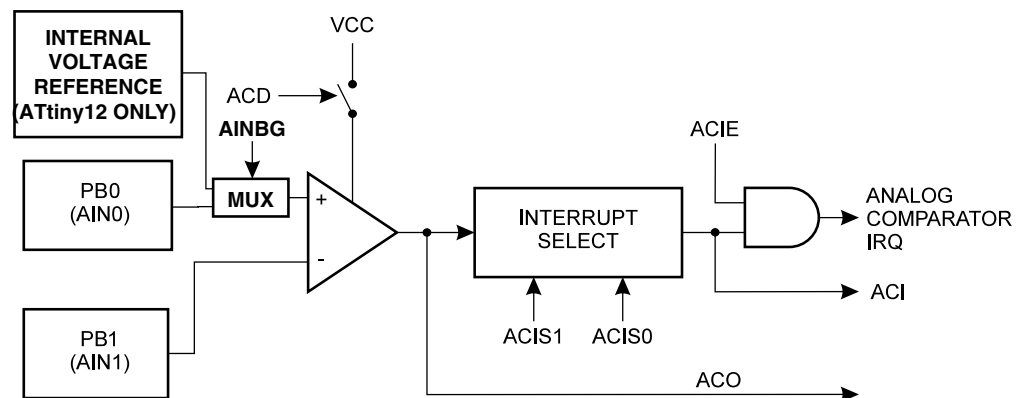 INTERNAL
VOLTAGE
REFERENCE
(ATtiny12 ONLY)
VCC
ACD
AINBG
MUX
PB0
(AIN0)
+
-
PB1
(AIN1)
INTERRUPT
SELECT
ACIS1
ACIS0
ACIE
ANALOG
COMPARATOR
IRQ
ACI
ACO